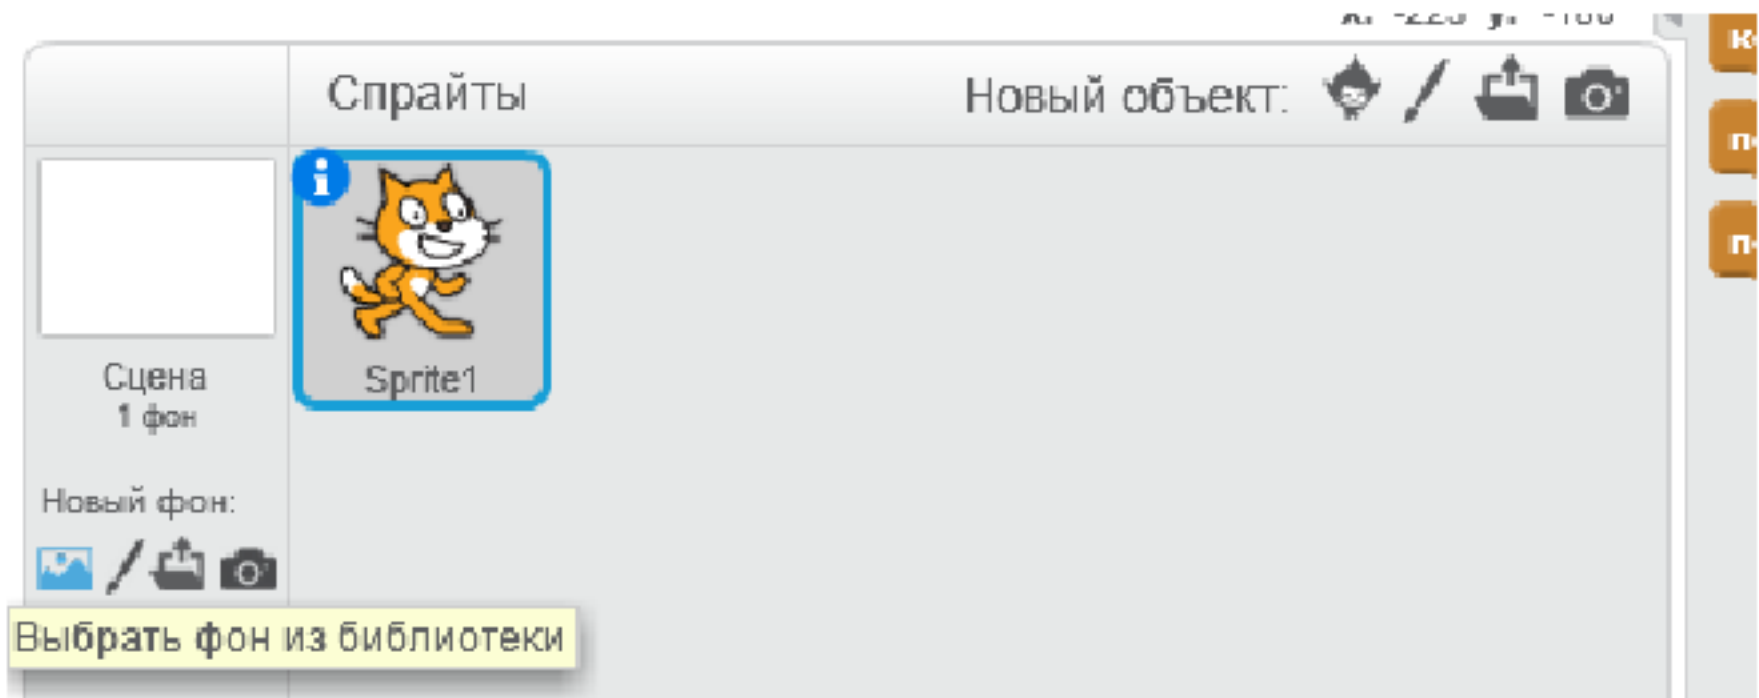 Спрайты
Новый объект:
Сцена
1 фон
Sprite1
Новый фон:
Выбрать фон из библиотеки